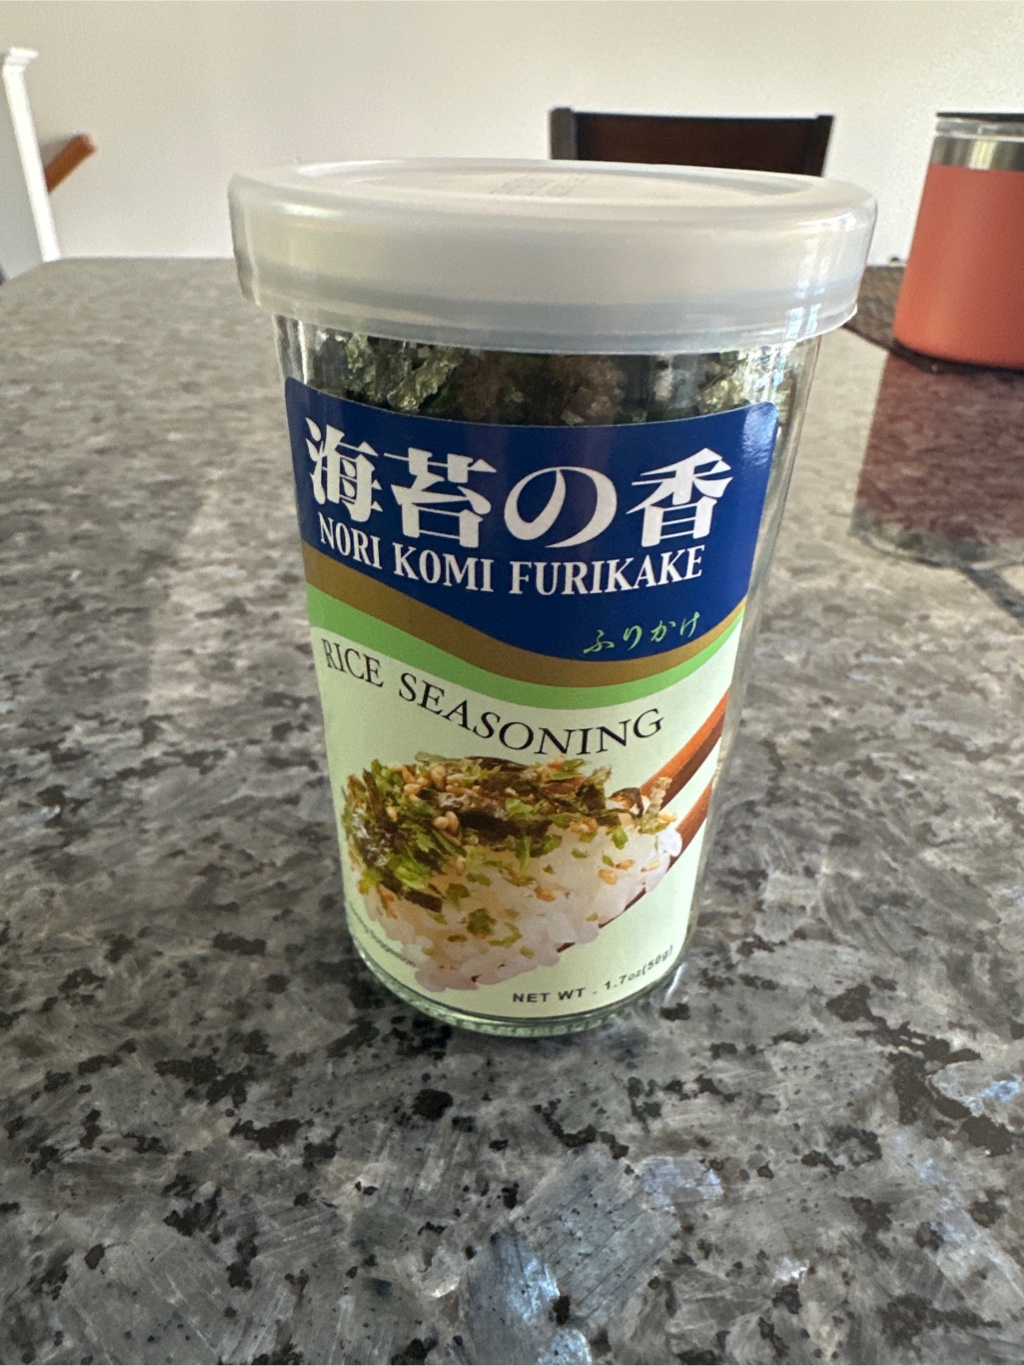 海苔の香
NORI KOMI FURIKAKE
ふりかけ
RICE SEASONING
NET WT . 1.7oz(50g)